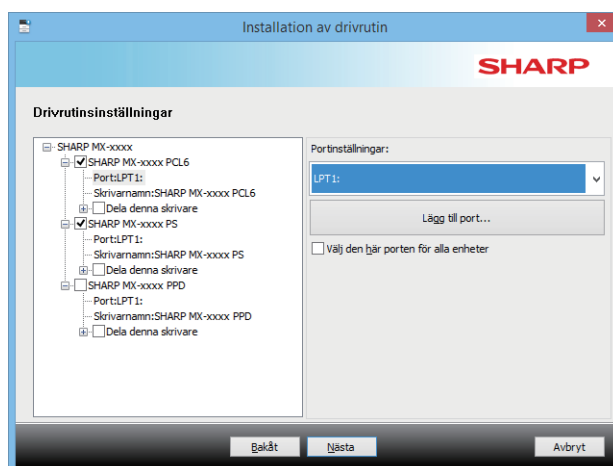 Installation av drivrutin
SHARP
Drivrutinsinställningar
SHARP MX-xxxx
SHARP MX-xxxx PCL6
Port:LPT1:
Skrivarnamn:SHARP MX-xxxx PCL6
Dela denna skrivare
SHARP MX-xxxx PS
Port:LPT1:
Skrivarnamn:SHARP MX-xxxx PS
Dela denna skrivare
SHARP MX-xxxx PPD
Port:LPT1:
Skrivarnamn:SHARP MX-xxxx PPD
Dela denna skrivare
Portinställningar:
LPT1:
Lägg till port...
Välj den här porten för alla enheter
Bakåt
Nästa
Avbryt